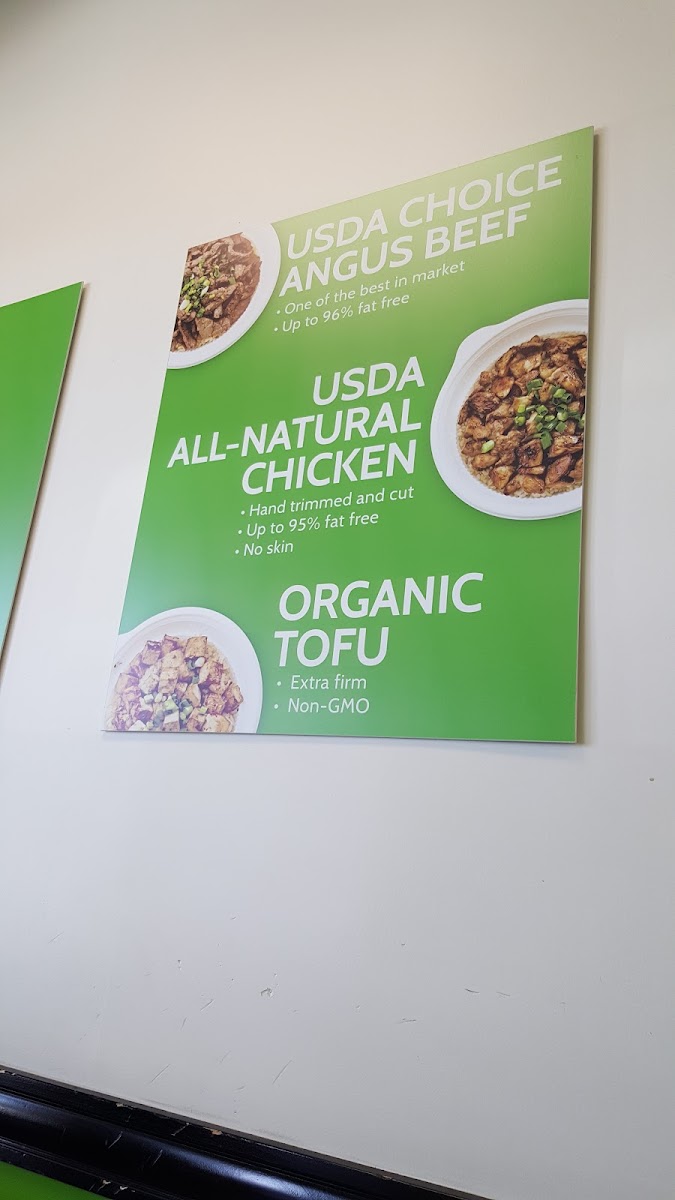 USDA CHOICE
ANGUS BEEF
• One of the best in market
• Up to 96% fat free
USDA
ALL-NATURAL
CHICKEN
• Hand trimmed and cut
• Up to 95% fat free
• No skin
ORGANIC
TOFU
• Extra firm
• Non-GMO